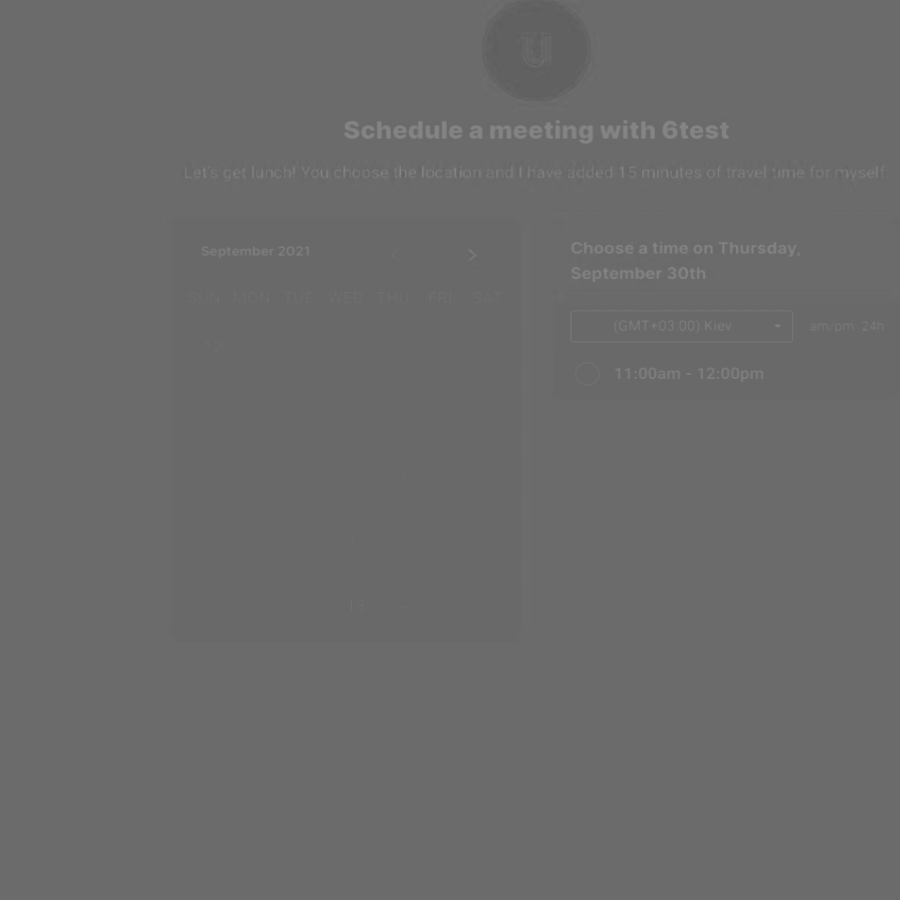 U
Schedule a meeting with 6test
Let's get lunch! You choose the location and I have added 15 minutes of travel time for myself.
September 2021
SUN MON TUE WED THU FRI SAT
Choose a time on Thursday,
September 30th
(GMT+03:00) Kiev
am/pm 24h
11:00am - 12:00pm